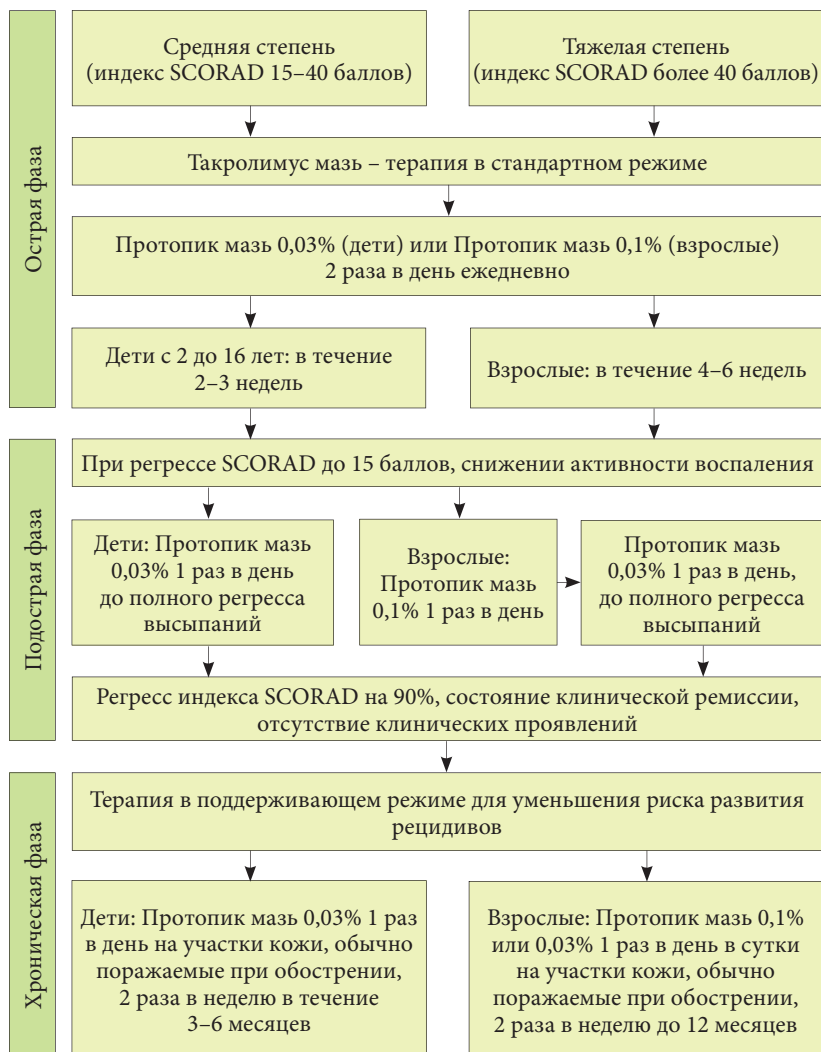 Острая фаза
Средняя степень
(индекс SCORAD 15–40 баллов)
Тяжелая степень
(индекс SCORAD более 40 баллов)
Такролимус мазь – терапия в стандартном режиме
Протопик мазь 0,03% (дети) или Протопик мазь 0,1% (взрослые)
2 раза в день ежедневно
Дети с 2 до 16 лет: в течение
2–3 недель
Взрослые: в течение 4–6 недель
Подострая фаза
При регрессе SCORAD до 15 баллов, снижении активности воспаления
Дети: Протопик мазь
0,03% 1 раз в день
до полного регресса
высыпаний
Взрослые:
Протопик мазь
0,1% 1 раз в день
Протопик мазь
0,03% 1 раз в день,
до полного регресса
высыпаний
Регресс индекса SCORAD на 90%, состояние клинической ремиссии,
отсутствие клинических проявлений
Хроническая фаза
Терапия в поддерживающем режиме для уменьшения риска развития
рецидивов
Дети: Протопик мазь 0,03% 1 раз
в день на участки кожи, обычно
поражаемые при обострении,
2 раза в неделю в течение
3–6 месяцев
Взрослые: Протопик мазь 0,1%
или 0,03% 1 раз в день в сутки
на участки кожи, обычно
поражаемые при обострении,
2 раза в неделю до 12 месяцев